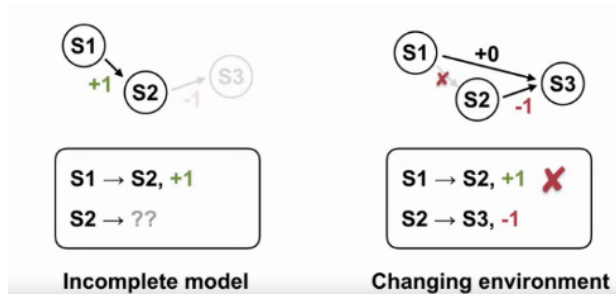 S1
+1
S2
-1
S3
S1 → S2, +1
S2 → ??
Incomplete model
S1
+0
✘
S2
-1
S3
S1 → S2, +1 ✘
S2 → S3, -1
Changing environment